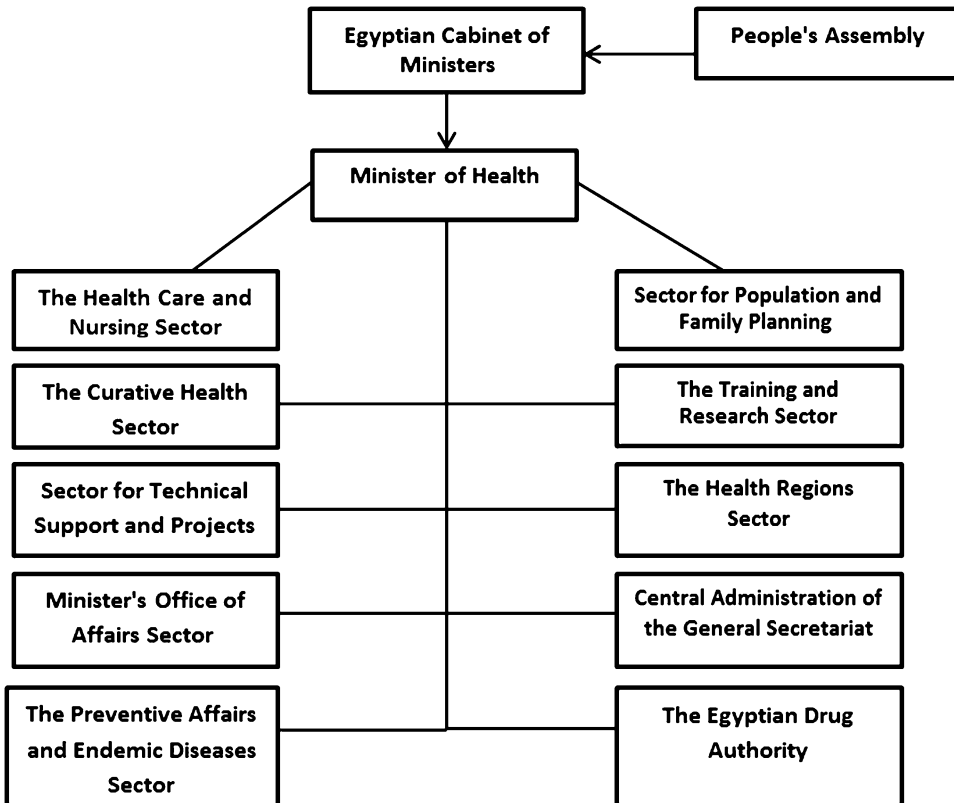 Egyptian Cabinet of
Ministers
People's Assembly
Minister of Health
The Health Care and
Nursing Sector
Sector for Population and
Family Planning
The Curative Health
Sector
The Training and
Research Sector
Sector for Technical
Support and Projects
The Health Regions
Sector
Minister's Office of
Affairs Sector
Central Administration of
the General Secretariat
The Preventive Affairs
and Endemic Diseases
Sector
The Egyptian Drug
Authority